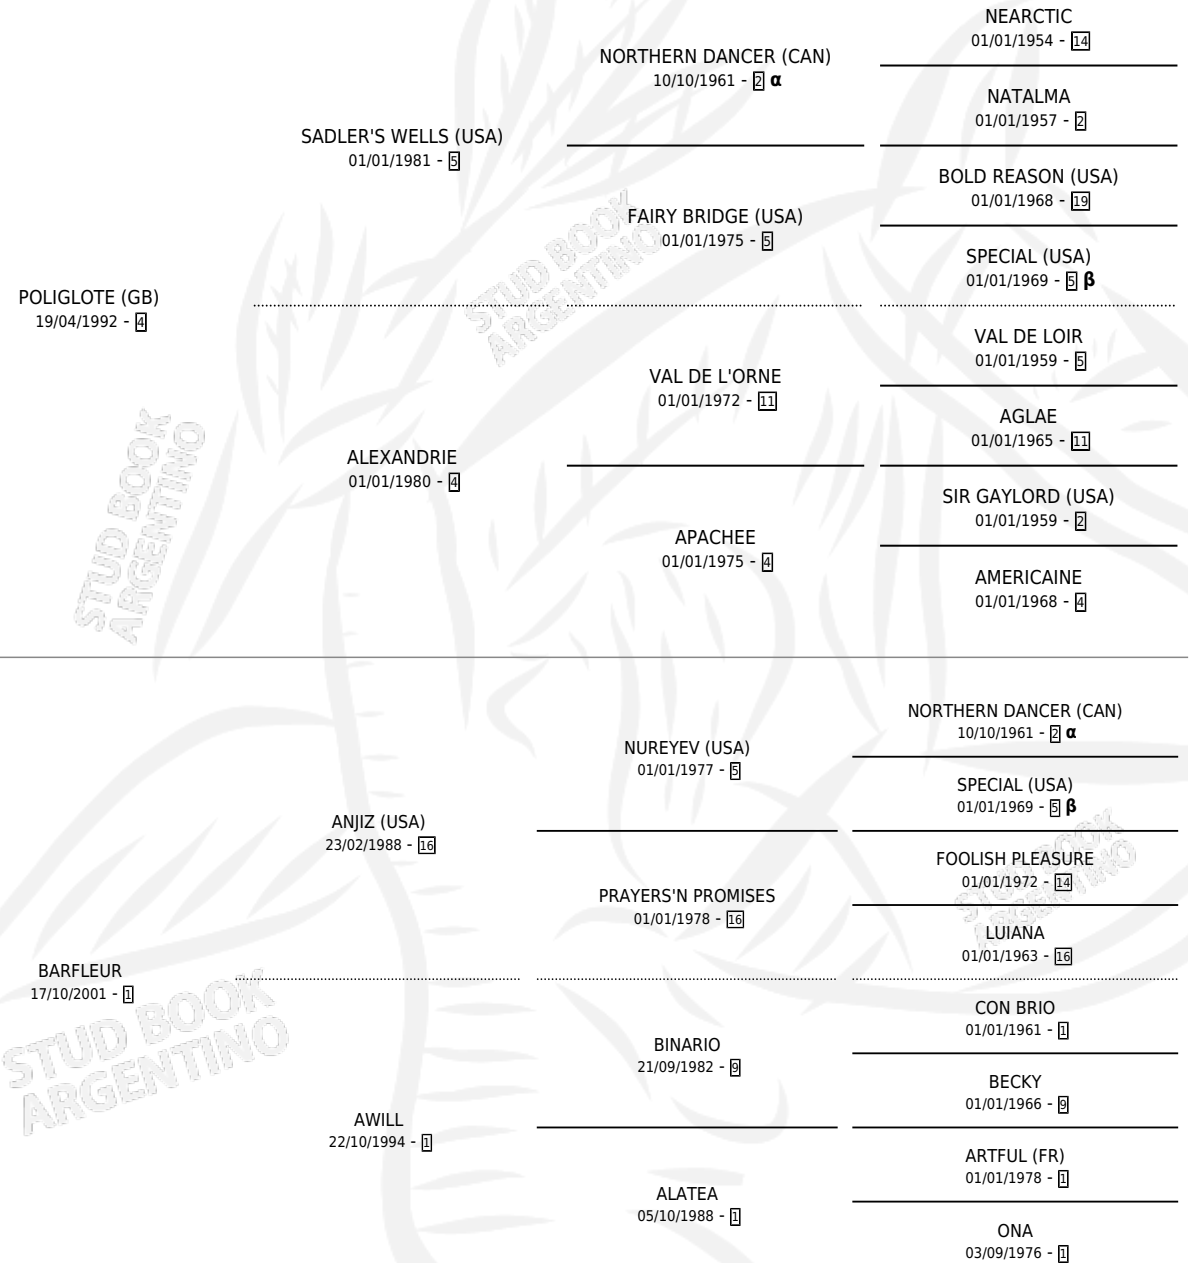 NEARCTIC
01/01/1954 - 14
NORTHERN DANCER (CAN)
10/10/1961 - 2 α
NATALMA
01/01/1957 - 2
SADLER'S WELLS (USA)
01/01/1981 - 5
BOLD REASON (USA)
01/01/1968 - 19
FAIRY BRIDGE (USA)
01/01/1975 - 5
SPECIAL (USA)
01/01/1969 - 5 β
STUD BOOK
ARGENTINO
POLIGLOTE (GB)
19/04/1992 - 4
VAL DE LOIR
01/01/1959 - 5
VAL DE L'ORNE
01/01/1972 - 11
AGLAE
01/01/1965 - 11
ALEXANDRIE
01/01/1980 - 4
SIR GAYLORD (USA)
01/01/1959 - 2
APACHEE
01/01/1975 - 4
AMERICAINE
01/01/1968 - 4
STUD BOOK
ARGENTINO
NORTHERN DANCER (CAN)
10/10/1961 - 2 α
NUREYEV (USA)
01/01/1977 - 5
SPECIAL (USA)
01/01/1969 - 5 β
ANJIZ (USA)
23/02/1988 - 16
FOOLISH PLEASURE
01/01/1972 - 14
PRAYERS'N PROMISES
01/01/1978 - 16
LUIANA
01/01/1963 - 16
STUD BOOK
ARGENTINO
BARFLEUR
17/10/2001 - 1
CON BRIO
01/01/1961 - 1
BINARIO
21/09/1982 - 9
BECKY
01/01/1966 - 9
AWILL
22/10/1994 - 1
ARTFUL (FR)
01/01/1978 - 1
ALATEA
05/10/1988 - 1
ONA
03/09/1976 - 1
STUD BOOK
ARGENTINO